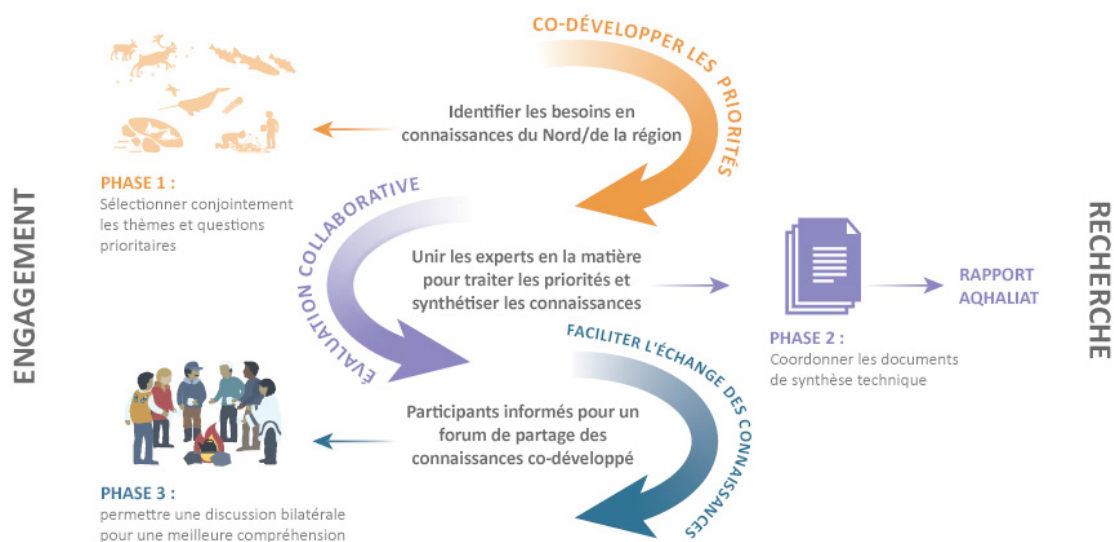 CO-DÉVELOPPER LES PRIORITÉS
Identifier les besoins en
connaissances du Nord/de la région
PHASE 1 :
Sélectionner conjointement
les thèmes et questions
prioritaires
ENGAGEMENT
ÉVALUATION COLLABORATIVE
Unir les experts en la matière
pour traiter les priorités et
synthétiser les connaissances
RAPPORT
AQHALIAT
RECHERCHE
PHASE 2 :
Coordonner les documents
de synthèse technique
FACILITER L'ÉCHANGE DES CONNAISSANCES
Participants informés pour un
forum de partage des
connaissances co-développé
PHASE 3 :
permettre une discussion bilatérale
pour une meilleure compréhension